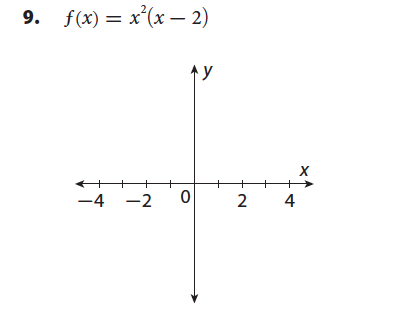 9. f(x) = x²(x – 2)
y
x
–4 –2 0 2 4